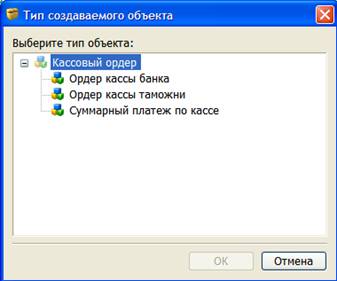 Тип создаваемого объекта
Выберите тип объекта:
Кассовый ордер
Ордер кассы банка
Ордер кассы таможни
Суммарный платеж по кассе
ОК
Отмена